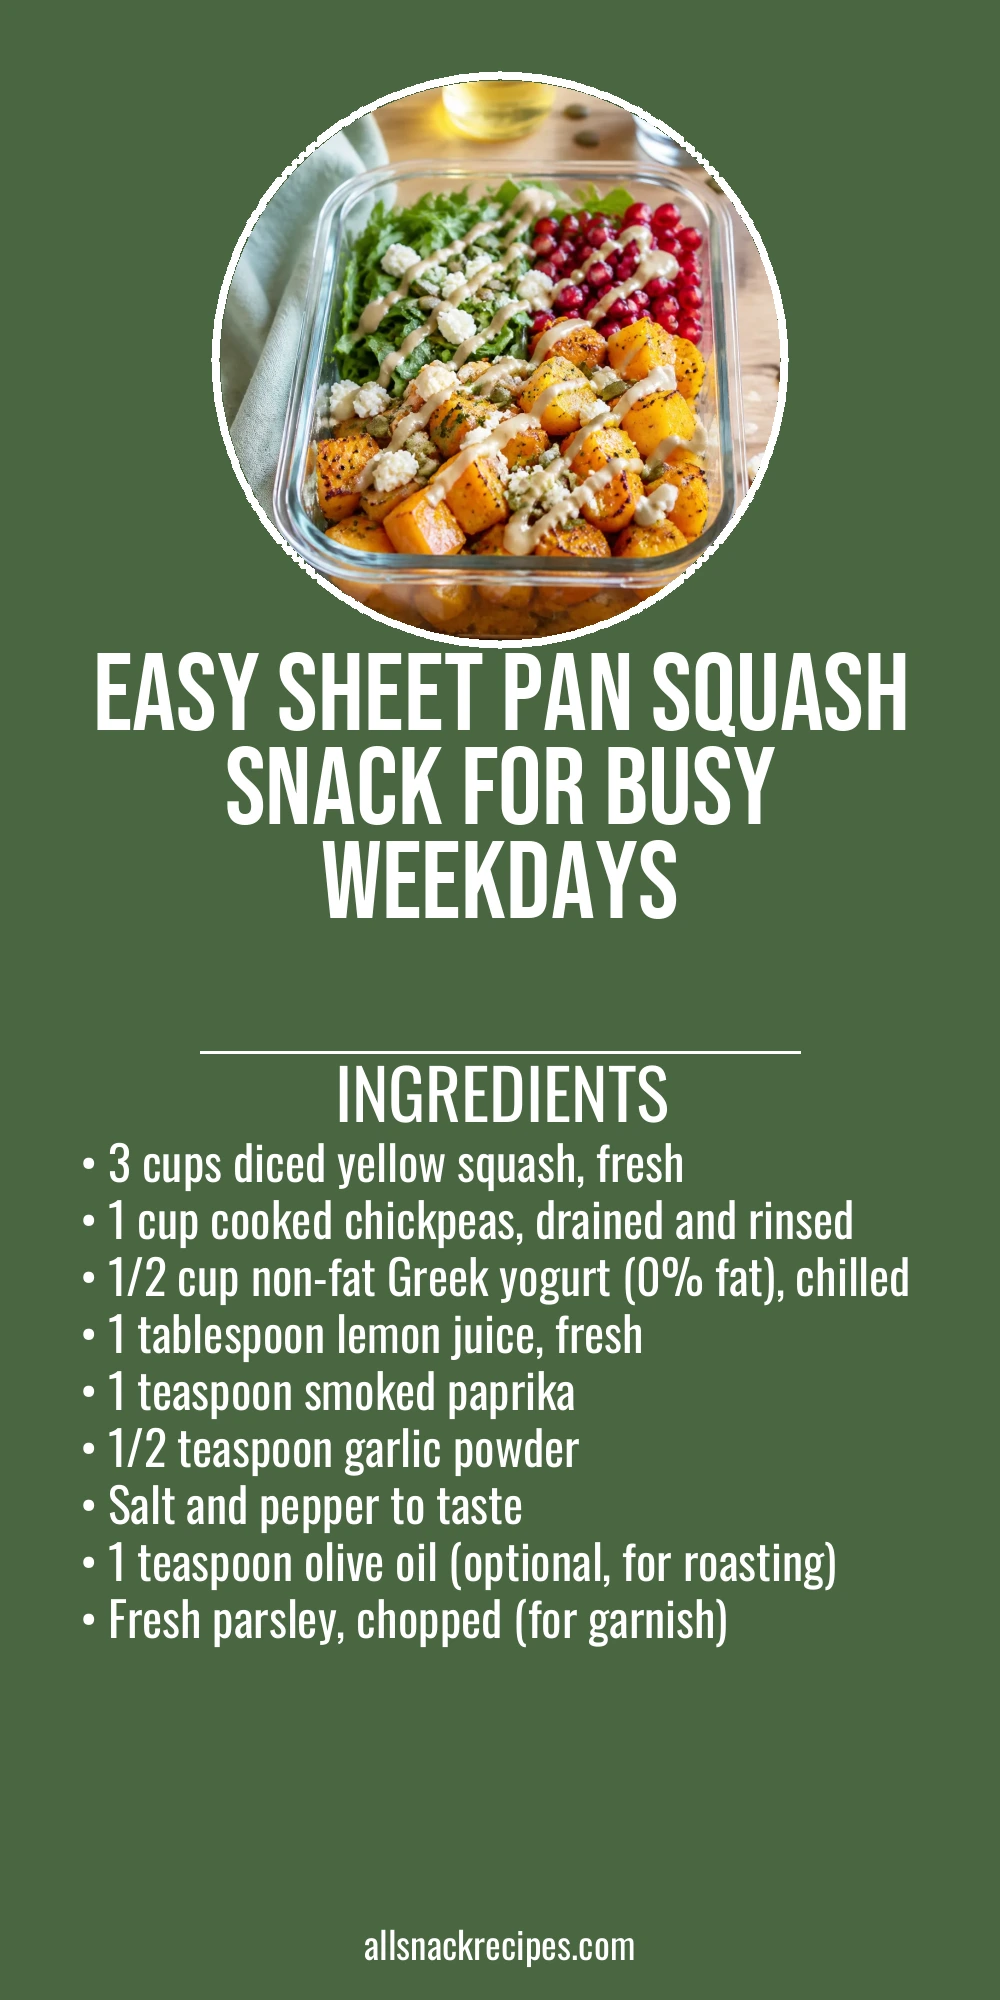 EASY SHEET PAN SQUASH
SNACK FOR BUSY
WEEKDAYS
INGREDIENTS
• 3 cups diced yellow squash, fresh
• 1 cup cooked chickpeas, drained and rinsed
• 1/2 cup non-fat Greek yogurt (0% fat), chilled
• 1 tablespoon lemon juice, fresh
• 1 teaspoon smoked paprika
• 1/2 teaspoon garlic powder
• Salt and pepper to taste
• 1 teaspoon olive oil (optional, for roasting)
• Fresh parsley, chopped (for garnish)
allsnackrecipes.com